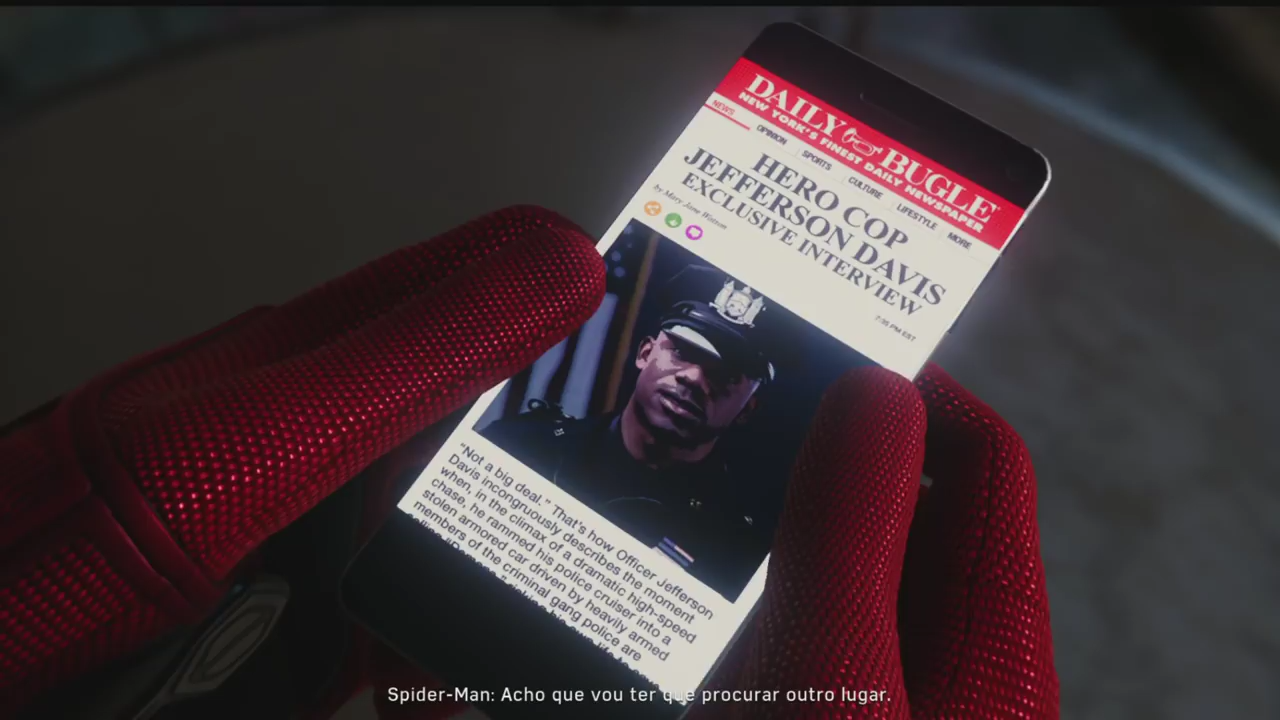 DAILY BUGLE
NEW YORK'S FINEST DAILY NEWSPAPER
NEWS OPINION SPORTS CULTURE LIFESTYLE MORE
HERO COP
JEFFERSON DAVIS
EXCLUSIVE INTERVIEW
by Mary Jane Watson
7:35 PM EST
"Not a big deal." That's how Officer Jefferson
Davis incongruously describes the moment
when, in the climax of a dramatic high-speed
chase, he rammed his police cruiser into a
stolen armored car driven by heavily armed
members of the criminal gang police are
Spider-Man: Acho que vou ter que procurar outro lugar.